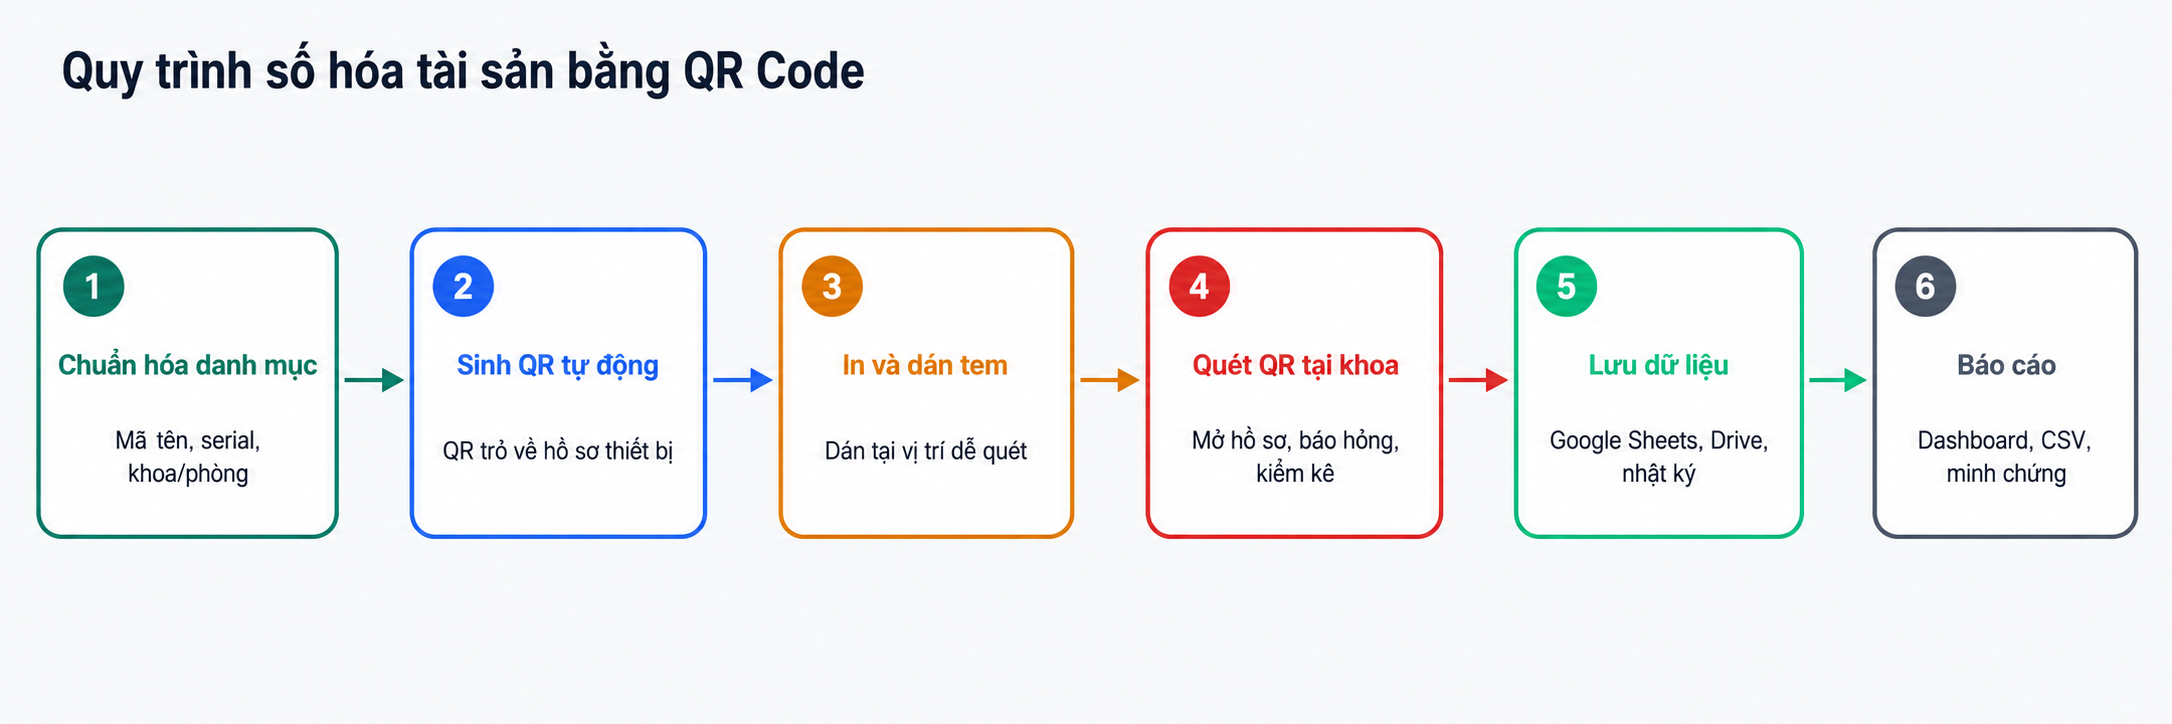 Quy trình số hóa tài sản bằng QR Code
1
Chuẩn hóa danh mục
Mã tên, serial,
khoa/phòng
2
Sinh QR tự động
QR trỏ về hồ sơ thiết bị
3
In và dán tem
Dán tại vị trí dễ quét
4
Quét QR tại khoa
Mở hồ sơ, báo hỏng,
kiểm kê
5
Lưu dữ liệu
Google Sheets, Drive,
nhật ký
6
Báo cáo
Dashboard, CSV,
minh chứng